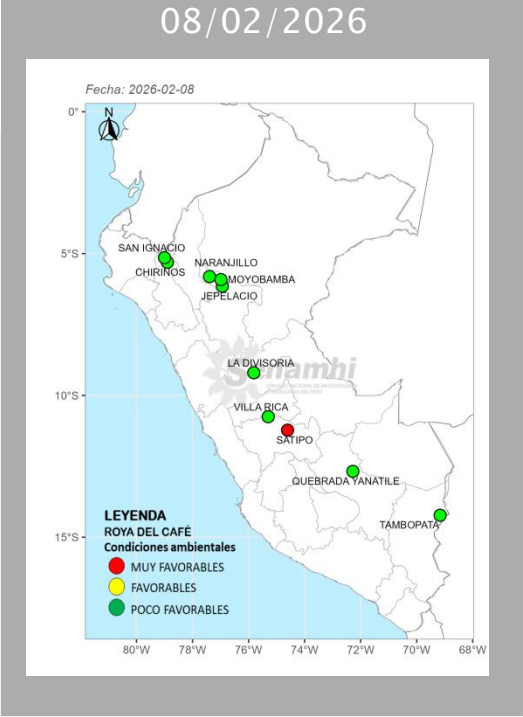 08/02/2026
Fecha: 2026-02-08
N
0°
SAN IGNACIO
5°S
NARANJILLO
CHIRINOS
MOYOBAMBA
JEPELACIO
LA DIVISORIA
Senamhi
10°S
VILLA RICA
SATIPO
QUEBRADA YANATILE
LEYENDA
TAMBOPATA
ROYA DEL CAFÉ
15°S
Condiciones ambientales
MUY FAVORABLES
FAVORABLES
POCO FAVORABLES
80°W 78°W 76°W 74°W 72°W 70°W 68°W